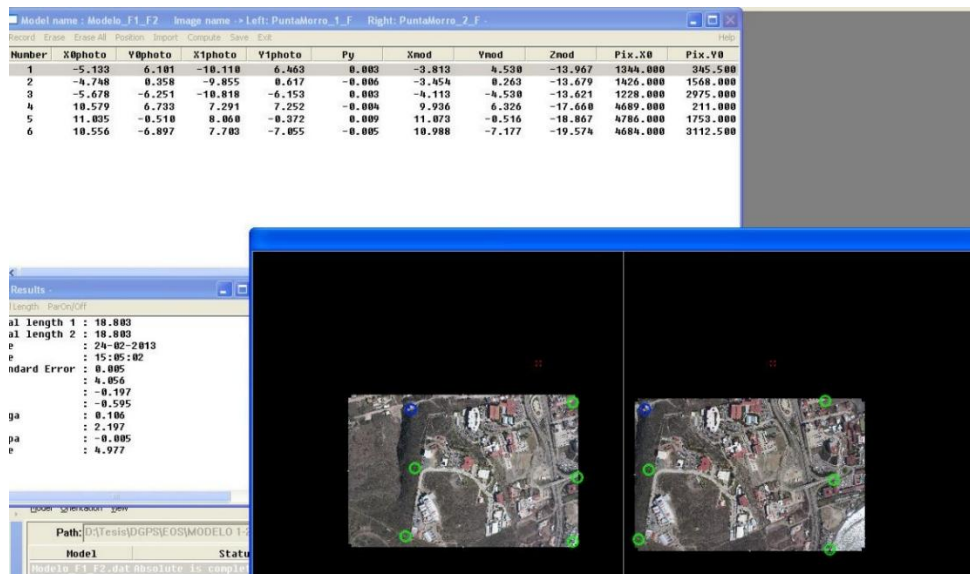 Model name : Modelo_F1_F2 Image name -> Left: PuntaMorro_1_F Right: PuntaMorro_2_F -
Record Erase Erase All Position Import Compute Save Exit Help
Number X0photo Y0photo X1photo Y1photo Py Xmod Ymod Zmod Pix.X0 Pix.Y0
1 -5.133 6.101 -10.110 6.463 0.003 -3.813 4.530 -13.967 1344.000 345.500
2 -4.748 0.358 -9.855 0.617 -0.006 -3.454 0.263 -13.679 1426.000 1568.000
3 -5.678 -6.251 -10.818 -6.153 0.003 -4.113 -4.530 -13.621 1228.000 2975.000
4 10.579 6.733 7.291 7.252 -0.004 9.936 6.326 -17.660 4689.000 211.000
5 11.035 -0.510 8.060 -0.372 0.009 11.073 -0.516 -18.867 4786.000 1753.000
6 10.556 -6.897 7.703 -7.055 -0.005 10.988 -7.177 -19.574 4684.000 3112.500
Results -
l Length ParOn/Off
al length 1 : 18.803
al length 2 : 18.803
e : 24-02-2013
e : 15:05:02
ndard Error : 0.005
: 4.056
: -0.197
: -0.595
ga : 0.106
: 2.197
pa : -0.005
e : 4.977
Model Orientation View
Path: D:\Tesis\DGPS\EOS\MODELO 1-2
Model Statu
Modelo_F1_F2.dat Absolute is complet